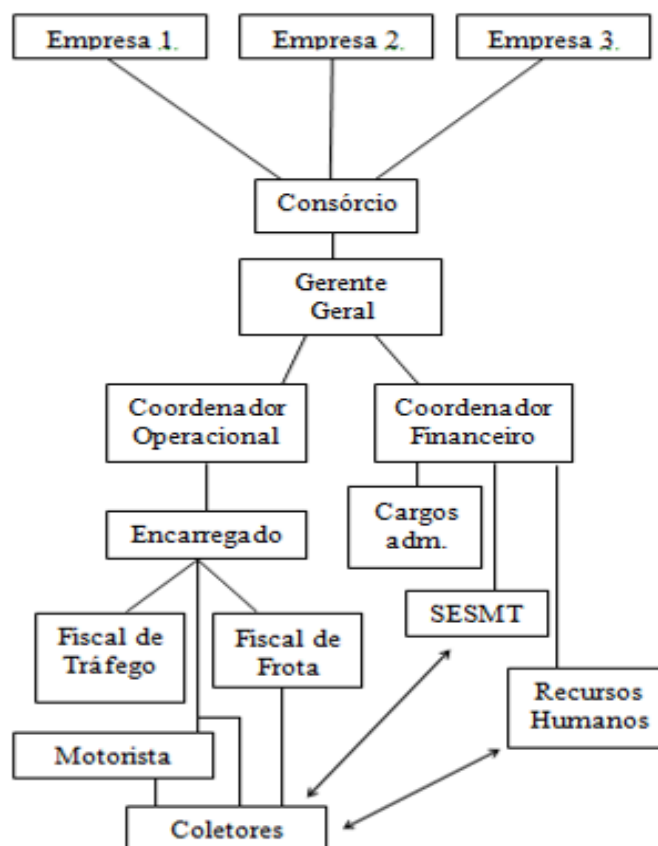 Empresa 1.
Empresa 2.
Empresa 3.
Consórcio
Gerente
Geral
Coordenador
Operacional
Coordenador
Financeiro
Cargos
adm.
Encarregado
SESMT
Fiscal de
Tráfego
Fiscal de
Frota
Recursos
Humanos
Motorista
Coletores